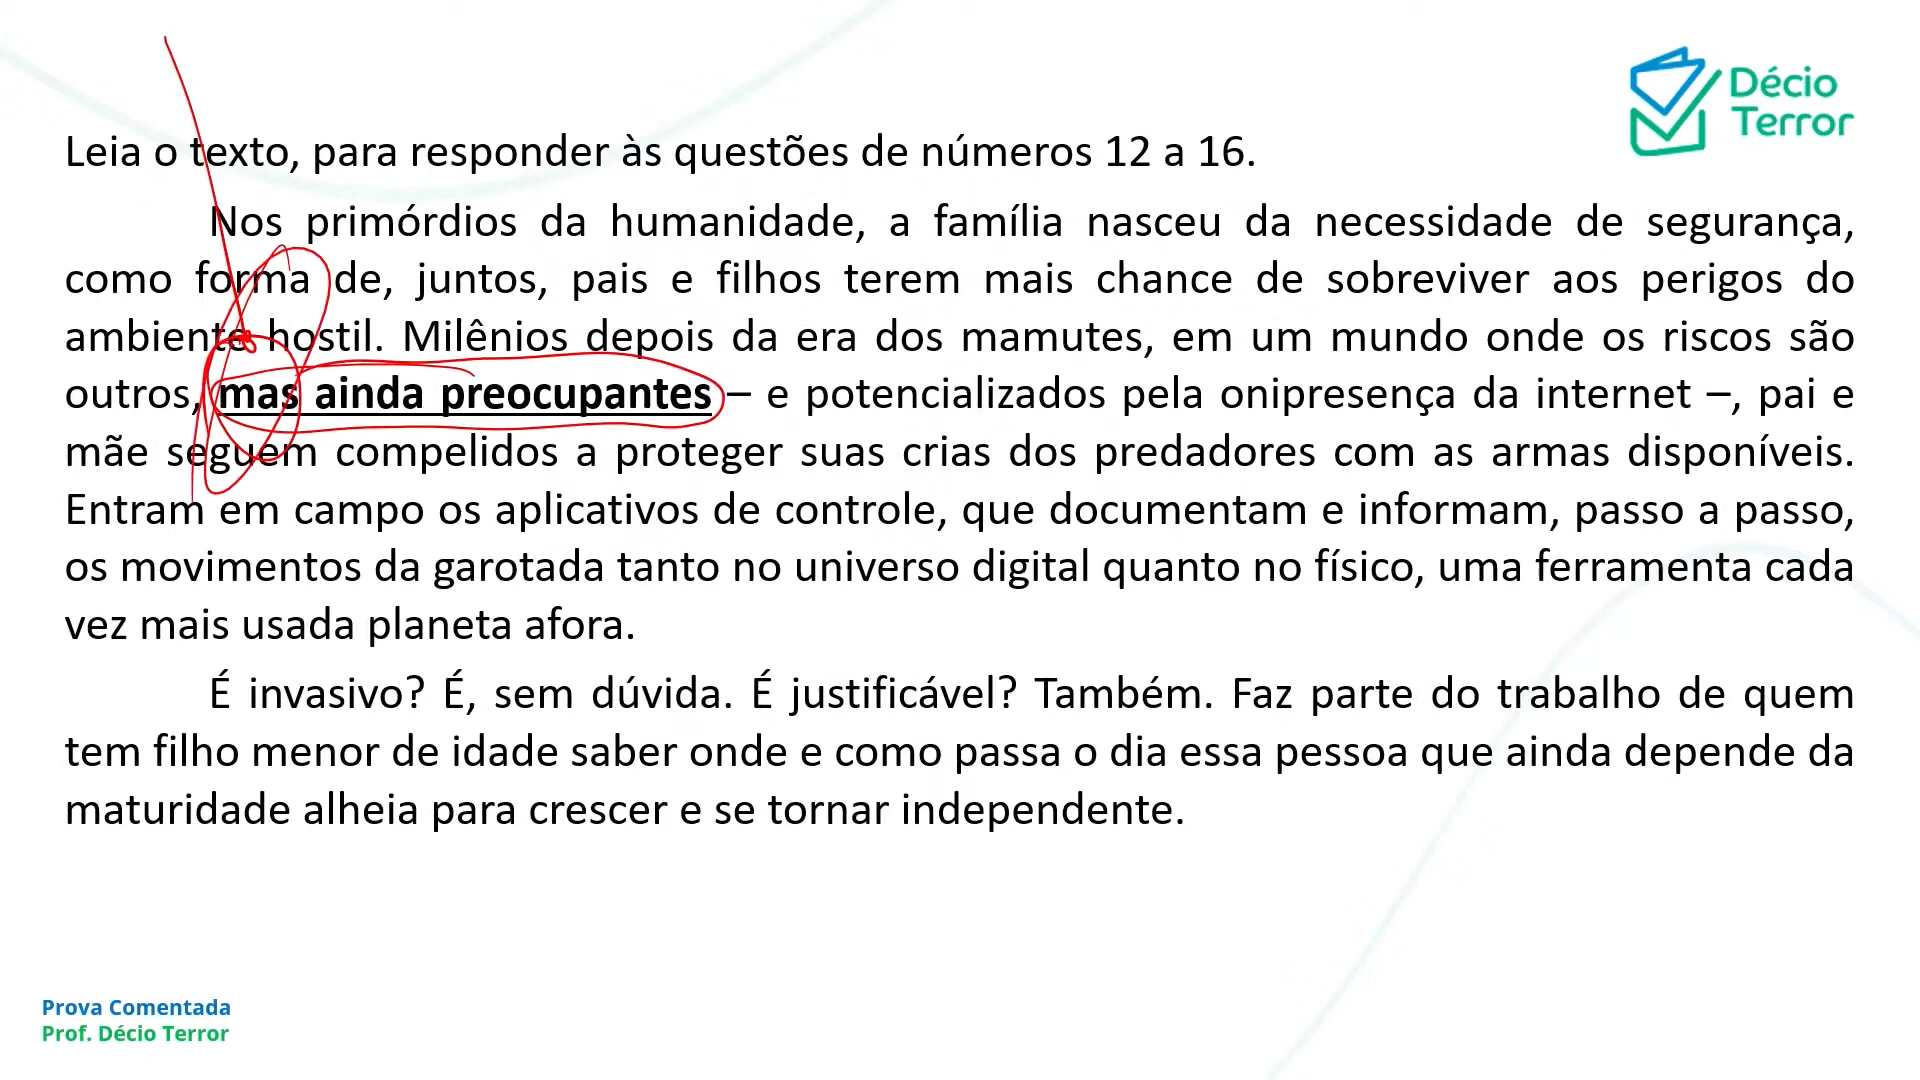 Décio
Terror
Leia o texto, para responder às questões de números 12 a 16.
Nos primórdios da humanidade, a família nasceu da necessidade de segurança,
como forma de, juntos, pais e filhos terem mais chance de sobreviver aos perigos do
ambiente hostil. Milênios depois da era dos mamutes, em um mundo onde os riscos são
outros, mas ainda preocupantes – e potencializados pela onipresença da internet –, pai e
mãe seguem compelidos a proteger suas crias dos predadores com as armas disponíveis.
Entram em campo os aplicativos de controle, que documentam e informam, passo a passo,
os movimentos da garotada tanto no universo digital quanto no físico, uma ferramenta cada
vez mais usada planeta afora.
É invasivo? É, sem dúvida. É justificável? Também. Faz parte do trabalho de quem
tem filho menor de idade saber onde e como passa o dia essa pessoa que ainda depende da
maturidade alheia para crescer e se tornar independente.
Prova Comentada
Prof. Décio Terror